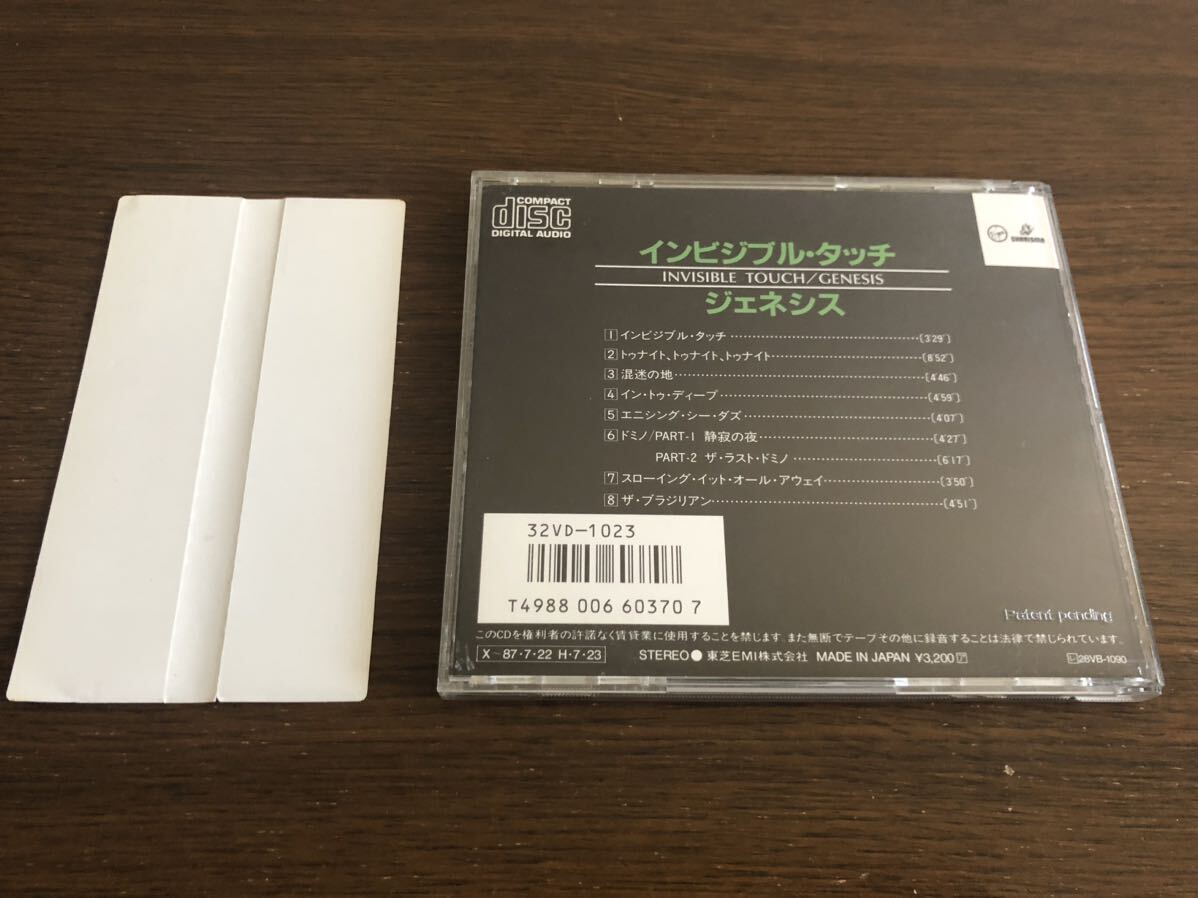 COMPACT
disc
DIGITAL AUDIO
Virgin
CHARISMA
インビジブル・タッチ
INVISIBLE TOUCH/GENESIS
ジェネシス
1 インビジブル・タッチ〔3'29"〕
2 トゥナイト、トゥナイト、トゥナイト〔8'52"〕
3 混迷の地〔4'46"〕
4 イン・トゥ・ディープ〔4'59"〕
5 エニシング・シー・ダズ〔4'07"〕
6 ドミノ/PART-1 静寂の夜〔4'27"〕
PART-2 ザ・ラスト・ドミノ〔6'17"〕
7 スローイング・イット・オール・アウェイ〔3'50"〕
8 ザ・ブラジリアン〔4'51"〕
32VD-1023
T4988 006 60370 7
Patent pending
このCDを権利者の許諾なく賃貸業に使用することを禁じます。また無断でテープその他に録音することは法律で禁じられています。
X~87・7・22 H・7・23 STEREO● 東芝EMI株式会社 MADE IN JAPAN ¥3,200 ア L 28VB-1090
1